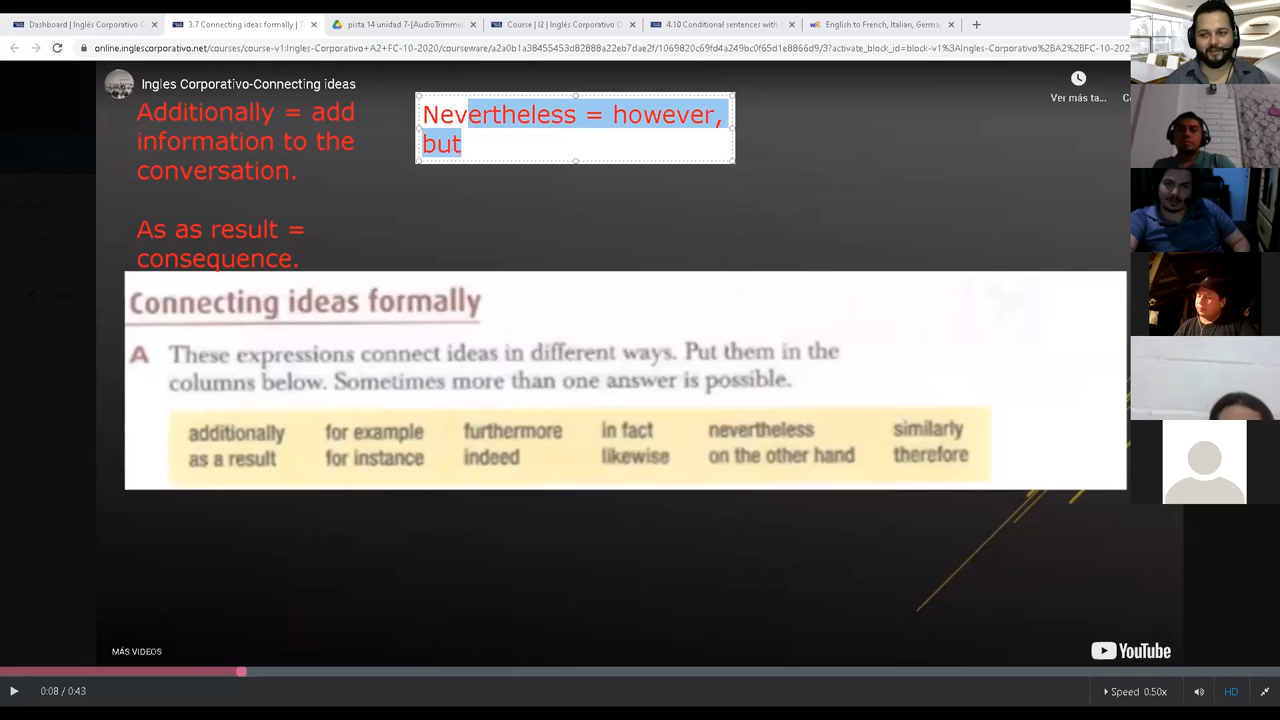 Dashboard | Inglés Corporativo
3.7 Connecting ideas formally | T
pista 14 unidad 7-[AudioTrimme
Course | I2 | Inglés Corporativo O
4.10 Conditional sentences with
English to French, Italian, Germa
online.inglescorporativo.net/courses/course-v1:Ingles-Corporativo+A2+FC-10-2020/courseware/a2a0b1a38455453d82888a22eb7dae2f/1069820c69fd4a249bc0f65d1e8866d9/3?activate_block_id=block-v1%3AIngles-Corporativo%2BA2%2BFC-10-202
Ingles Corporativo-Connecting ideas
Ver más ta...
Additionally = add
information to the
conversation.
As as result =
consequence.
Nevertheless = however,
but
Connecting ideas formally
A These expressions connect ideas in different ways. Put them in the
columns below. Sometimes more than one answer is possible.
additionally for example furthermore in fact nevertheless similarly
as a result for instance indeed likewise on the other hand therefore
MÁS VIDEOS
YouTube
0:08 / 0:43
Speed 0.50x
HD